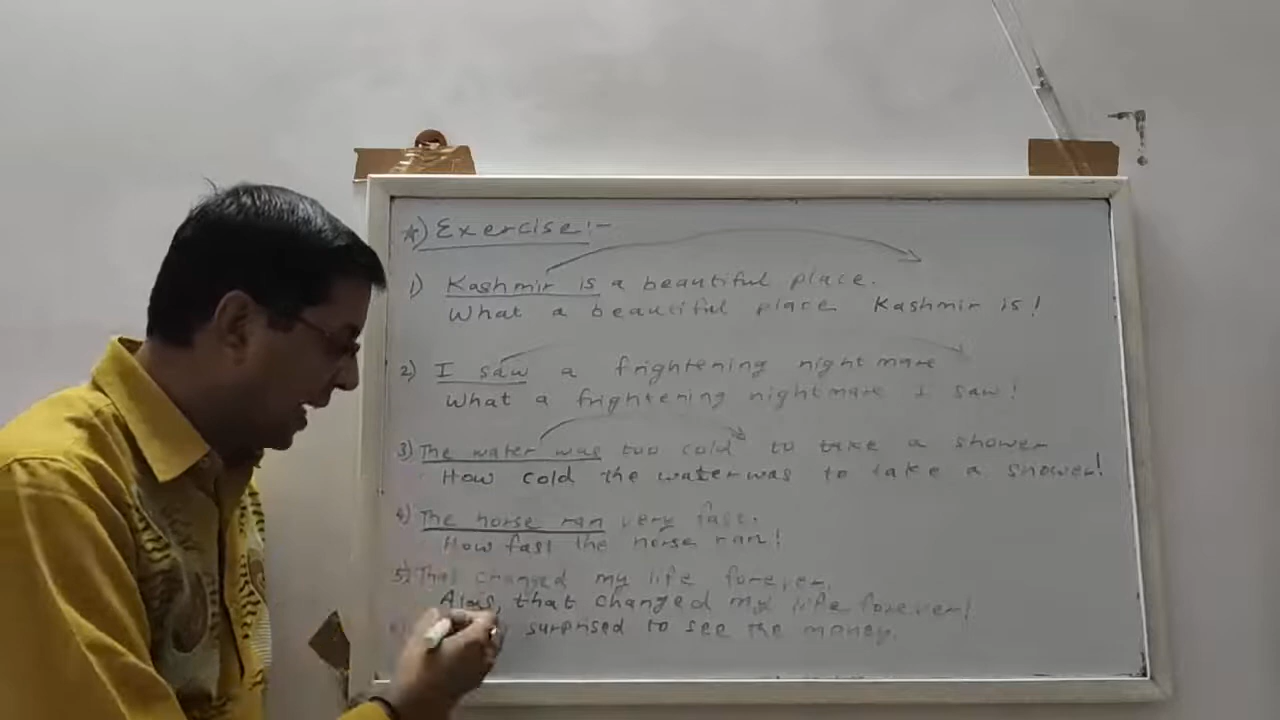 *) Exercise:-
1) Kashmir is a beautiful place.
What a beautiful place Kashmir is!
2) I saw a frightening nightmare
What a frightening nightmare I saw!
3) The water was too cold to take a shower
How cold the water was to take a shower!
4) The horse ran very fast.
How fast the horse ran!
5) That changed my life forever.
Alas, that changed my life forever!
surprised to see the money.